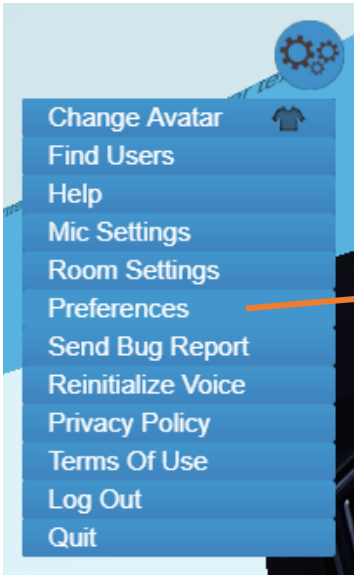 Change Avatar
Find Users
Help
Mic Settings
Room Settings
Preferences
Send Bug Report
Reinitialize Voice
Privacy Policy
Terms Of Use
Log Out
Quit